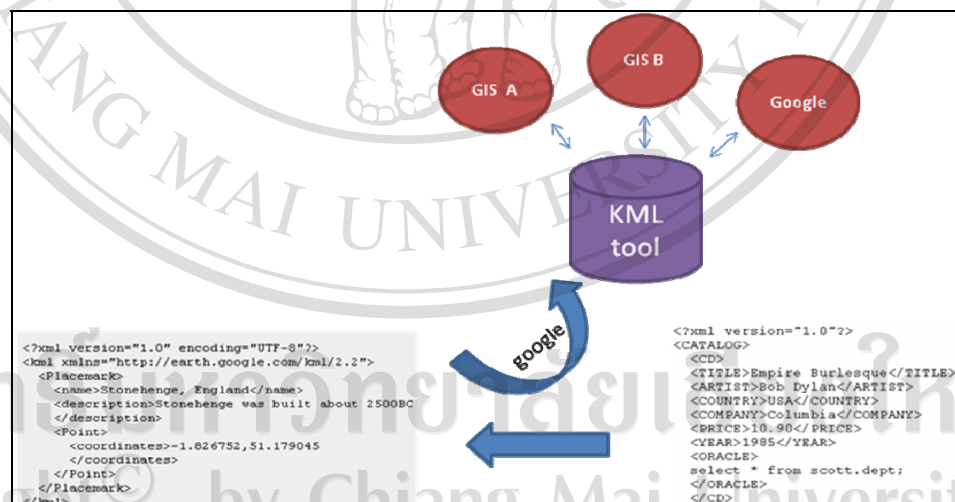 GIS A
GIS B
Google
KML
tool
google
<?xml version="1.0" encoding="UTF-8"?>
<kml xmlns="http://earth.google.com/kml/2.2">
<Placemark>
<name>Stonehenge, England</name>
<description>Stonehenge was built about 2500BC
</description>
<Point>
<coordinates>-1.826752,51.179045
</coordinates>
</Point>
</Placemark>
</kml>
<?xml version="1.0"?>
<CATALOG>
<CD>
<TITLE>Empire Burlesque</TITLE>
<ARTIST>Bob Dylan</ARTIST>
<COUNTRY>USA</COUNTRY>
<COMPANY>Columbia</COMPANY>
<PRICE>10.90</PRICE>
<YEAR>1985</YEAR>
<ORACLE>
select * from scott.dept;
</ORACLE>
</CD>
ANG MAI UNIVERSITY
© by Chiang Mai Universit